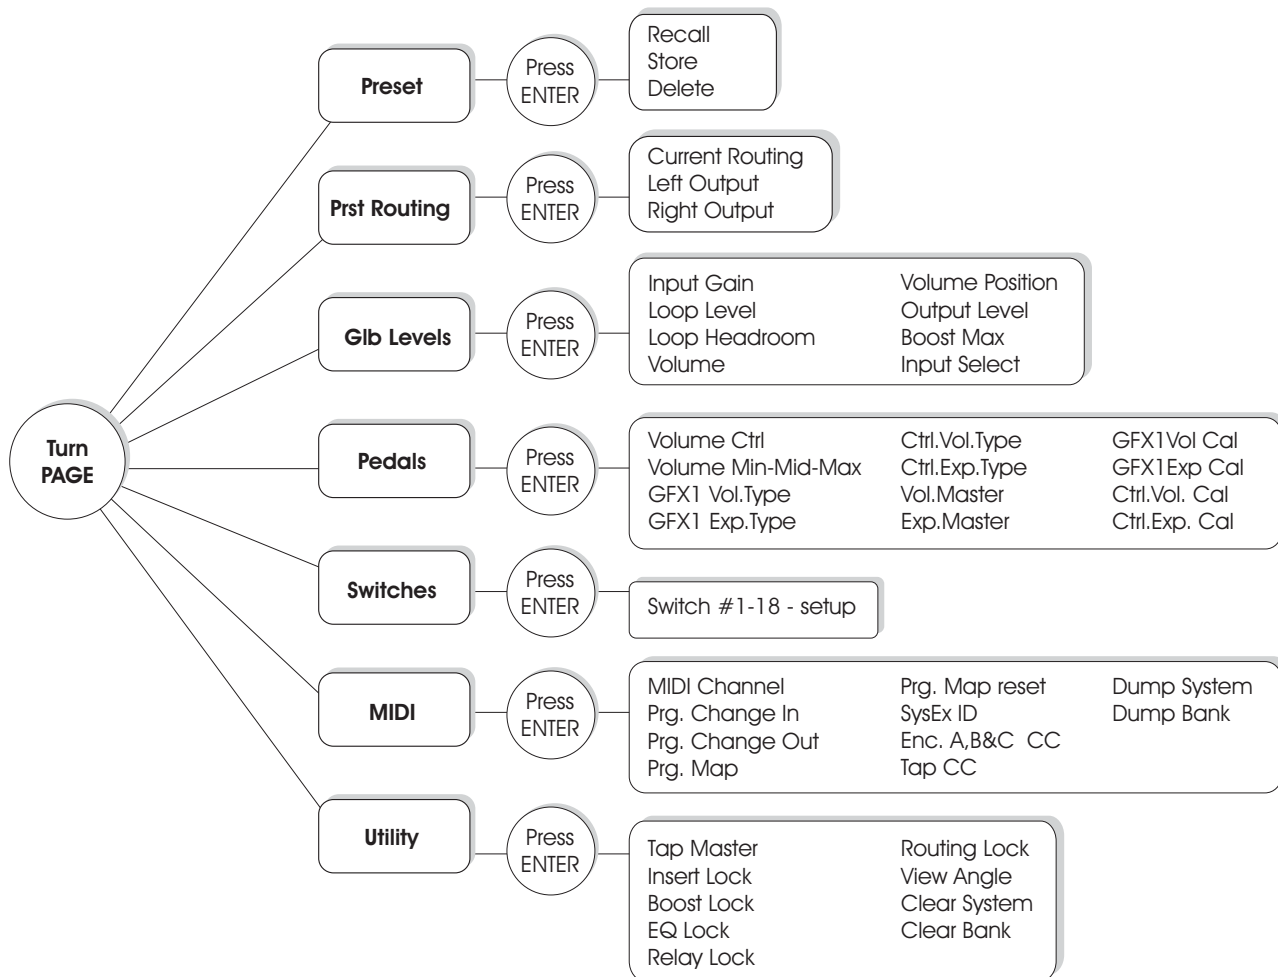 Turn
PAGE
Preset
Press
ENTER
Recall
Store
Delete
Prst Routing
Press
ENTER
Current Routing
Left Output
Right Output
Glb Levels
Press
ENTER
Input Gain
Loop Level
Loop Headroom
Volume
Volume Position
Output Level
Boost Max
Input Select
Pedals
Press
ENTER
Volume Ctrl
Volume Min-Mid-Max
GFX1 Vol.Type
GFX1 Exp.Type
Ctrl.Vol.Type
Ctrl.Exp.Type
Vol.Master
Exp.Master
GFX1Vol Cal
GFX1Exp Cal
Ctrl.Vol. Cal
Ctrl.Exp. Cal
Switches
Press
ENTER
Switch #1-18 - setup
MIDI
Press
ENTER
MIDI Channel
Prg. Change In
Prg. Change Out
Prg. Map
Prg. Map reset
SysEx ID
Enc. A,B&C  CC
Tap CC
Dump System
Dump Bank
Utility
Press
ENTER
Tap Master
Insert Lock
Boost Lock
EQ Lock
Relay Lock
Routing Lock
View Angle
Clear System
Clear Bank